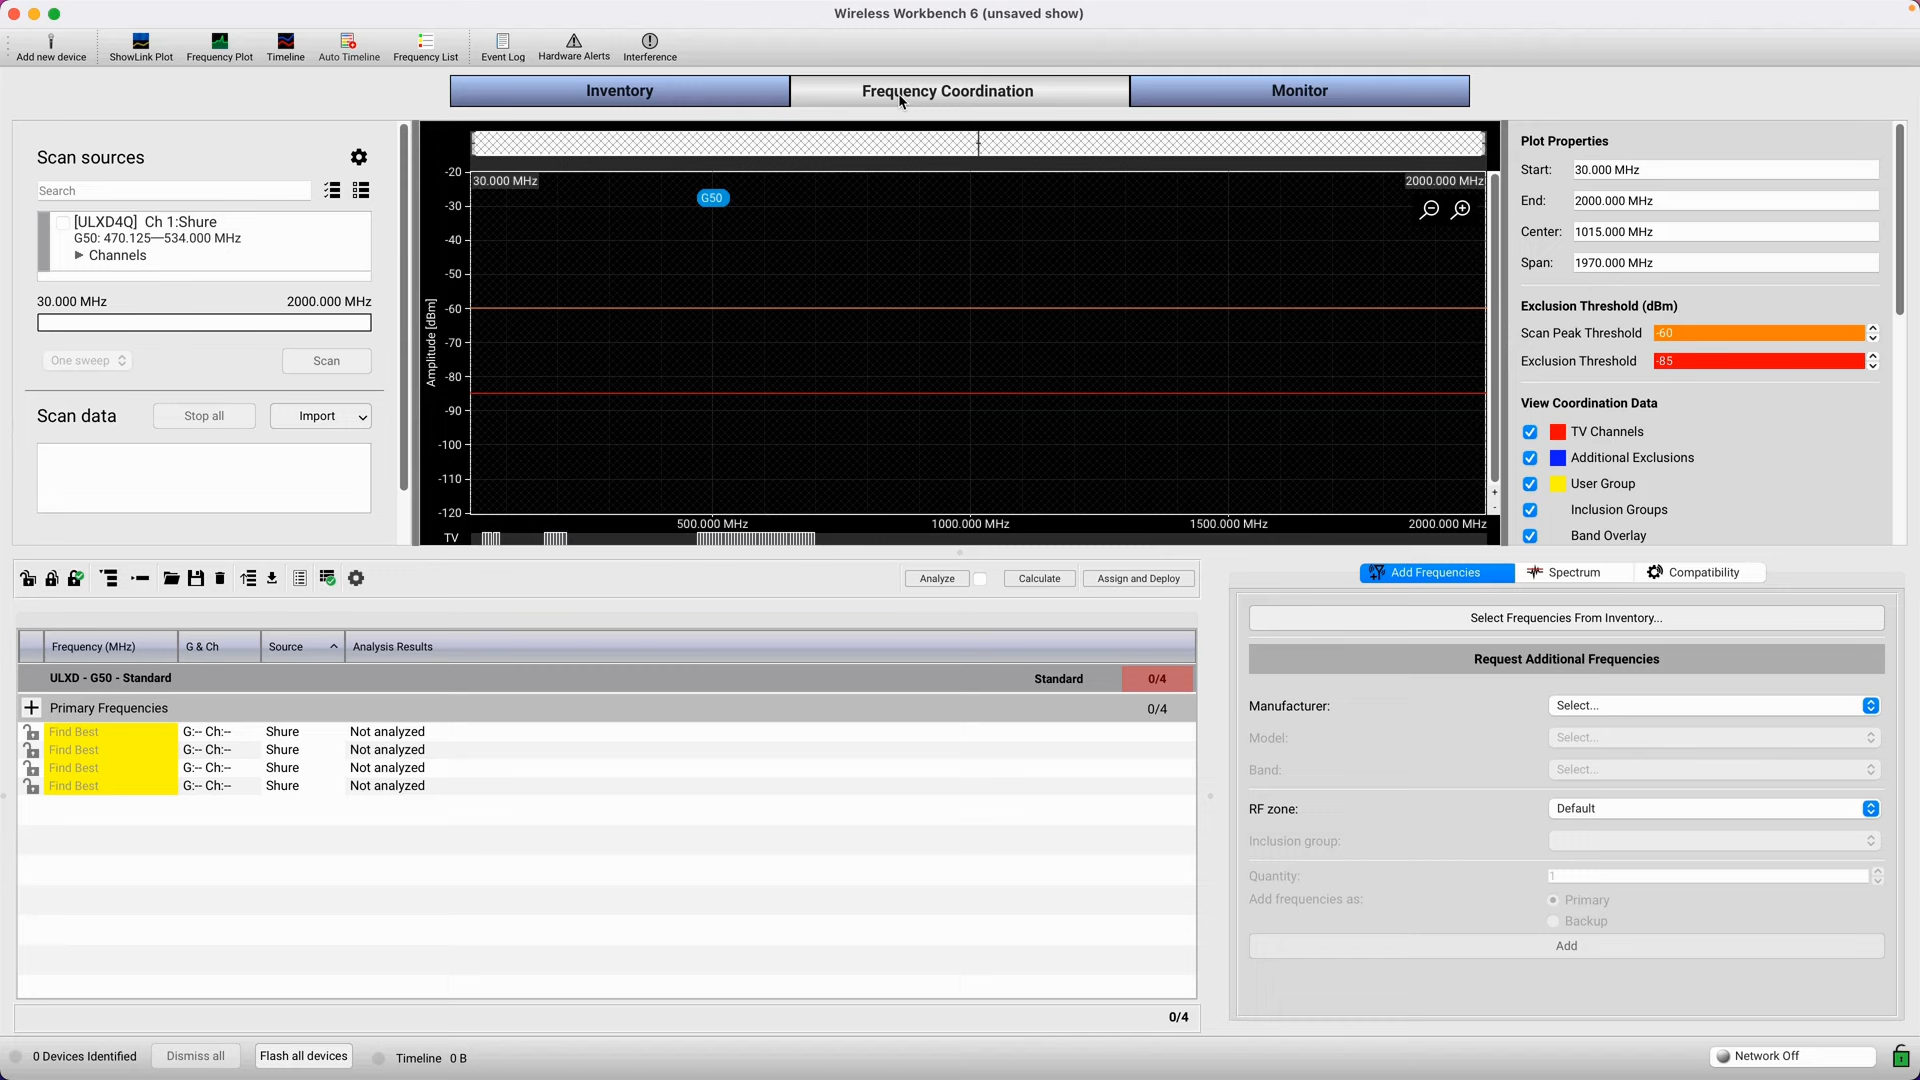 Wireless Workbench 6 (unsaved show)
Add new device
ShowLink Plot
Frequency Plot
Timeline
Auto Timeline
Frequency List
Event Log
Hardware Alerts
Interference
Inventory
Frequency Coordination
Monitor
Scan sources
Search
[ULXD4Q] Ch 1:Shure
G50: 470.125—534.000 MHz
Channels
30.000 MHz
2000.000 MHz
One sweep
Scan
Scan data
Stop all
Import
Amplitude [dBm]
-20
-30
-40
-50
-60
-70
-80
-90
-100
-110
-120
30.000 MHz
G50
2000.000 MHz
500.000 MHz
1000.000 MHz
1500.000 MHz
2000.000 MHz
TV
+
-
Plot Properties
Start: 30.000 MHz
End: 2000.000 MHz
Center: 1015.000 MHz
Span: 1970.000 MHz
Exclusion Threshold (dBm)
Scan Peak Threshold -60
Exclusion Threshold -85
View Coordination Data
TV Channels
Additional Exclusions
User Group
Inclusion Groups
Band Overlay
Analyze
Calculate
Assign and Deploy
Frequency (MHz) G & Ch Source Analysis Results
ULXD - G50 - Standard Standard 0/4
Primary Frequencies 0/4
Find Best G:-- Ch:-- Shure Not analyzed
Find Best G:-- Ch:-- Shure Not analyzed
Find Best G:-- Ch:-- Shure Not analyzed
Find Best G:-- Ch:-- Shure Not analyzed
0/4
Add Frequencies
Spectrum
Compatibility
Select Frequencies From Inventory...
Request Additional Frequencies
Manufacturer: Select...
Model: Select...
Band: Select...
RF zone: Default
Inclusion group:
Quantity: 1
Add frequencies as: Primary
Backup
Add
0 Devices Identified
Dismiss all
Flash all devices
Timeline 0 B
Network Off